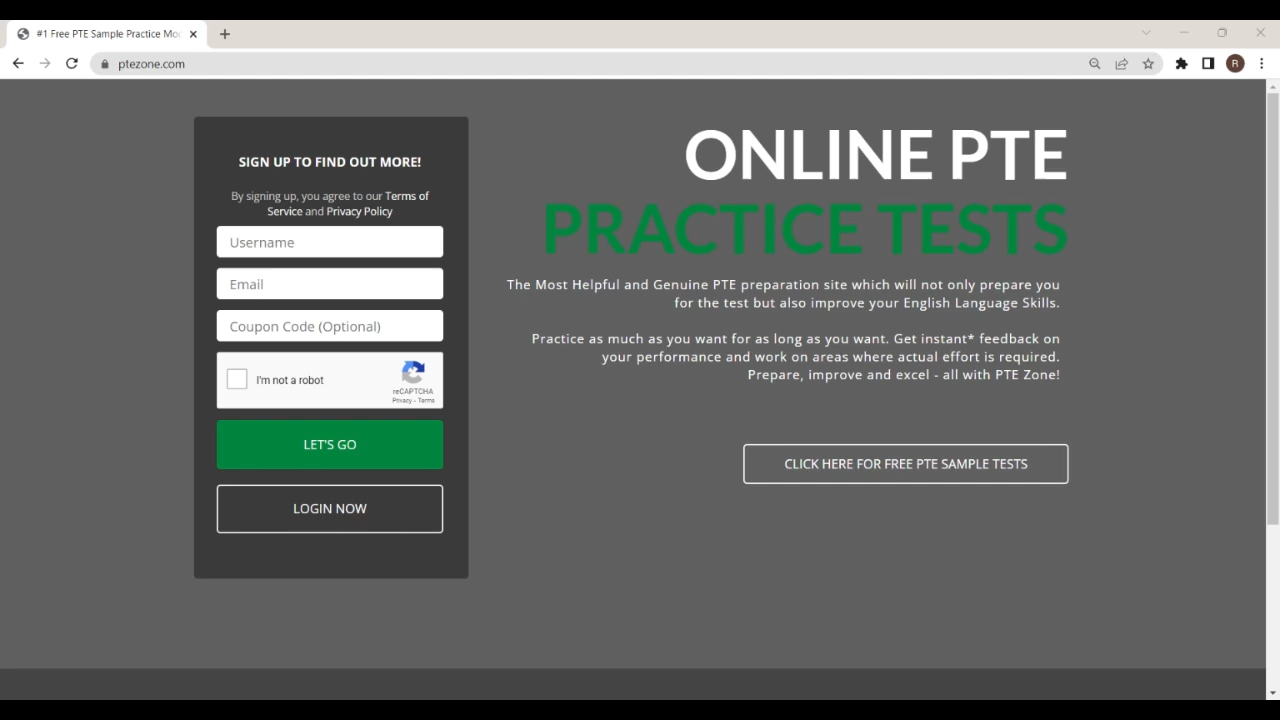 #1 Free PTE Sample Practice Moc
ptezone.com
R
SIGN UP TO FIND OUT MORE!
By signing up, you agree to our Terms of
Service and Privacy Policy
Username
Email
Coupon Code (Optional)
I'm not a robot
reCAPTCHA
Privacy - Terms
LET'S GO
LOGIN NOW
ONLINE PTE
PRACTICE TESTS
The Most Helpful and Genuine PTE preparation site which will not only prepare you
for the test but also improve your English Language Skills.
Practice as much as you want for as long as you want. Get instant* feedback on
your performance and work on areas where actual effort is required.
Prepare, improve and excel - all with PTE Zone!
CLICK HERE FOR FREE PTE SAMPLE TESTS